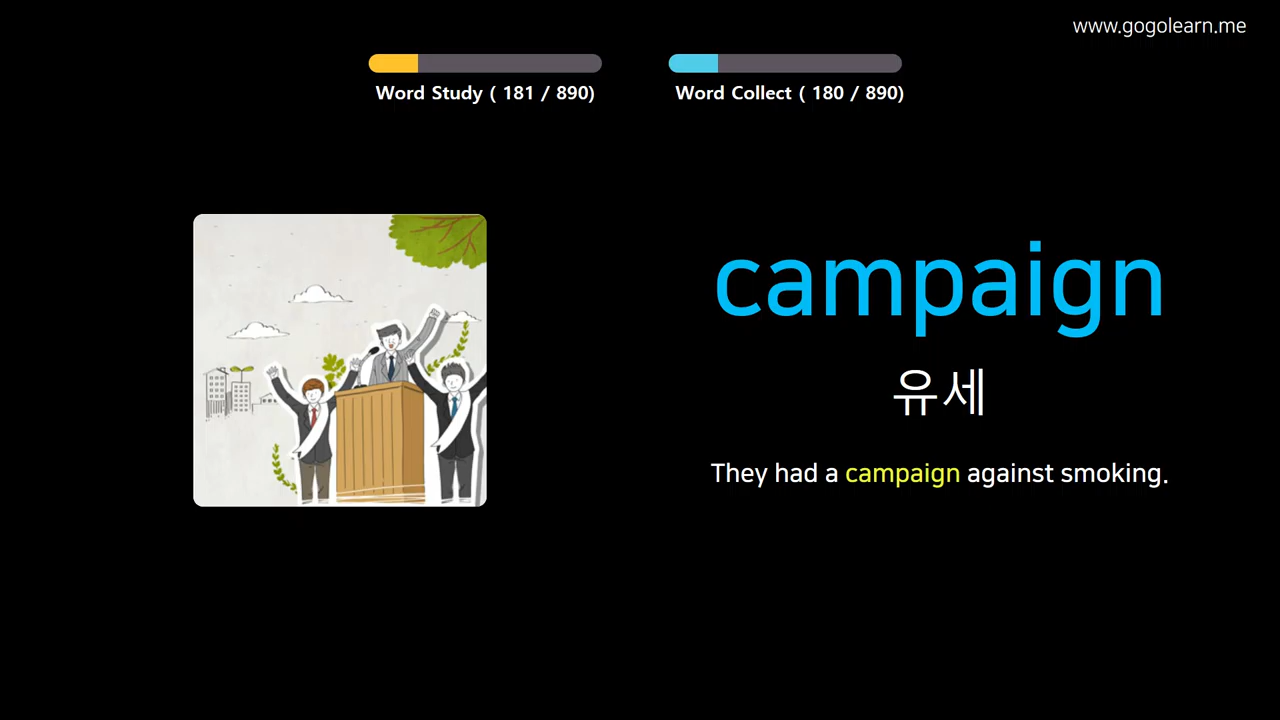 www.gogolearn.me
Word Study ( 181 / 890)
Word Collect ( 180 / 890)
campaign
유세
They had a campaign against smoking.